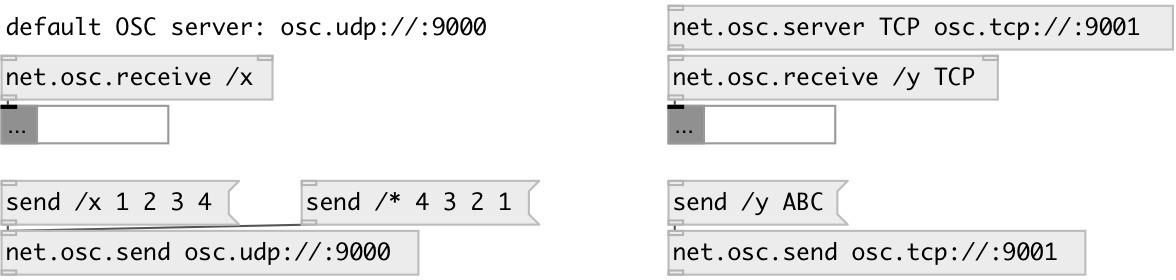 default OSC server: osc.udp://:9000
net.osc.receive /x
...
send /x 1 2 3 4
send /* 4 3 2 1
net.osc.send osc.udp://:9000
net.osc.server TCP osc.tcp://:9001
net.osc.receive /y TCP
...
send /y ABC
net.osc.send osc.tcp://:9001